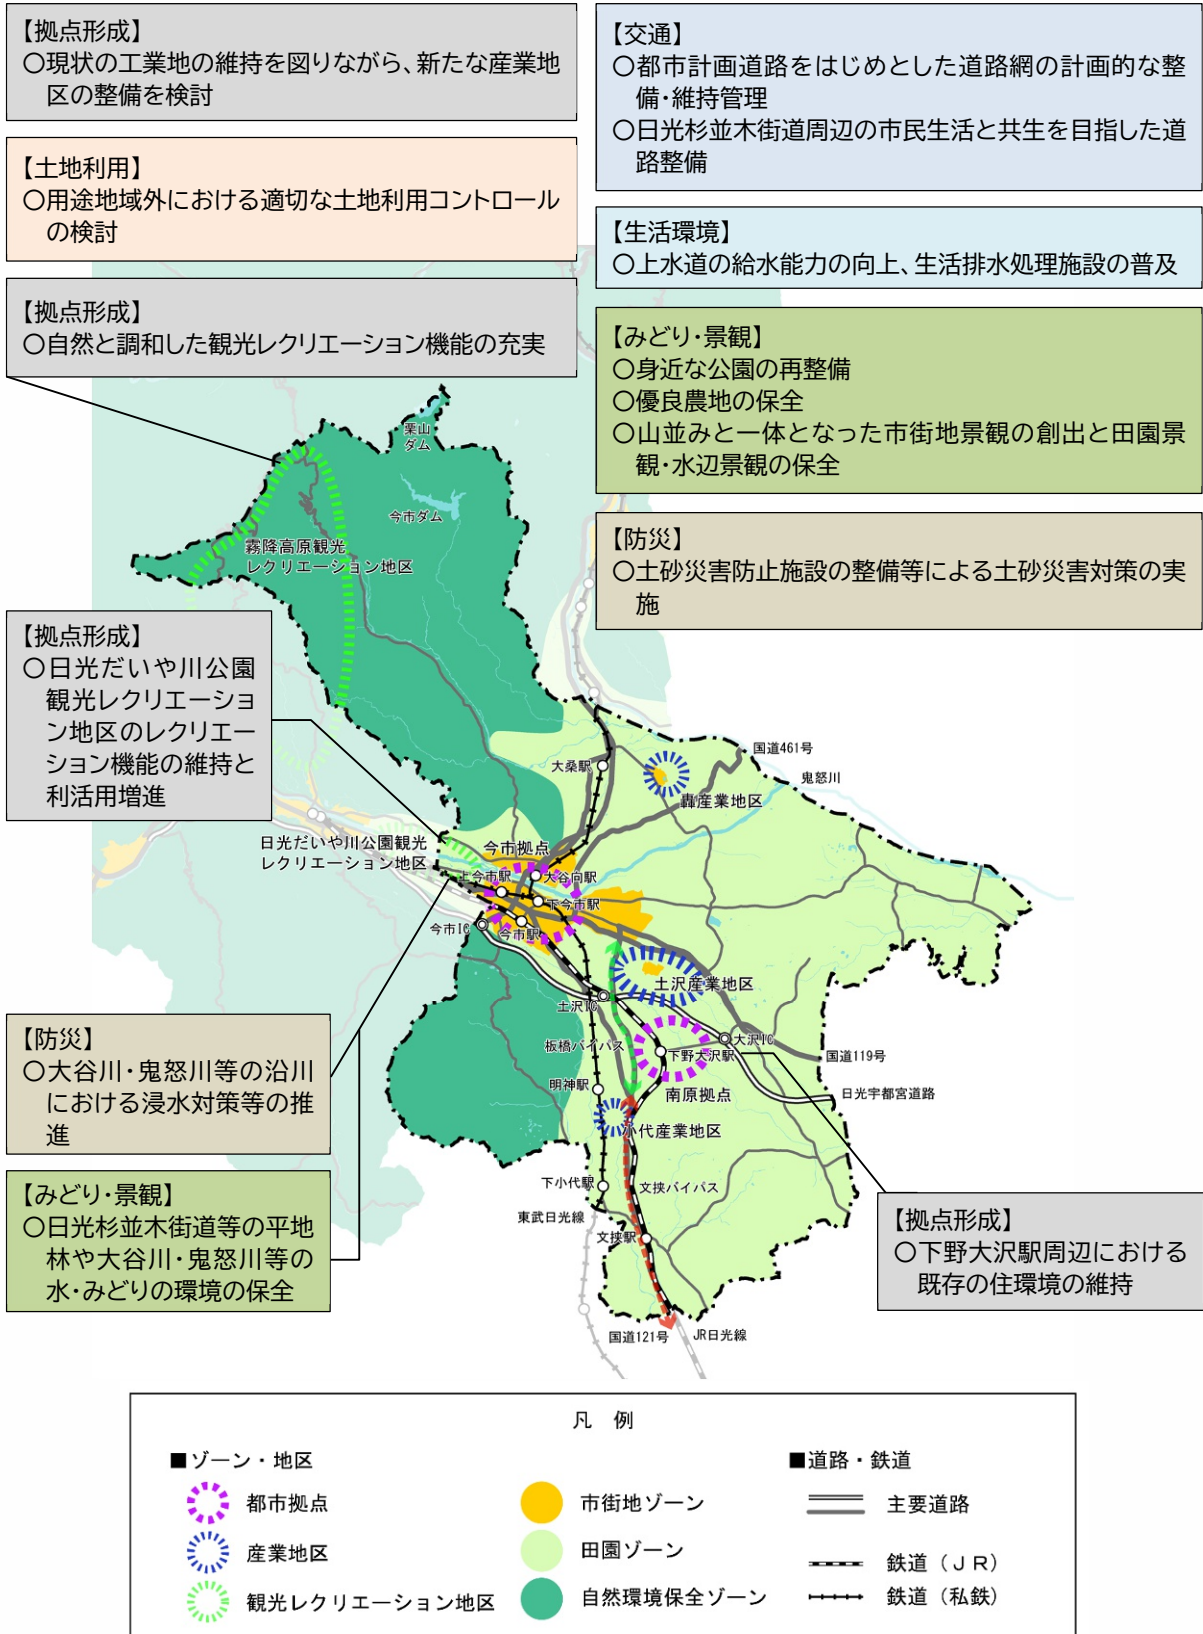 【拠点形成】
〇現状の工業地の維持を図りながら、新たな産業地
区の整備を検討
【土地利用】
〇用途地域外における適切な土地利用コントロール
の検討
【拠点形成】
〇自然と調和した観光レクリエーション機能の充実
【交通】
〇都市計画道路をはじめとした道路網の計画的な整
備・維持管理
〇日光杉並木街道周辺の市民生活と共生を目指した道
路整備
【生活環境】
〇上水道の給水能力の向上、生活排水処理施設の普及
【みどり・景観】
〇身近な公園の再整備
〇優良農地の保全
〇山並みと一体となった市街地景観の創出と田園景
観・水辺景観の保全
【防災】
〇土砂災害防止施設の整備等による土砂災害対策の実
施
栗山
ダム
今市ダム
霧降高原観光
レクリエーション地区
【拠点形成】
〇日光だいや川公園
観光レクリエーショ
ン地区のレクリエー
ション機能の維持と
利活用増進
国道461号
大桑駅
鬼怒川
轟産業地区
日光だいや川公園観光
レクリエーション地区
今市拠点
上今市駅
大谷向駅
下今市駅
今市IC
今市駅
土沢産業地区
土沢IC
板橋バイパス
大沢IC
下野大沢駅
国道119号
明神駅
南原拠点
日光宇都宮道路
小代産業地区
下小代駅
文挟バイパス
東武日光線
文挟駅
国道121号
JR日光線
【防災】
〇大谷川・鬼怒川等の沿川
における浸水対策等の推
進
【みどり・景観】
〇日光杉並木街道等の平地
林や大谷川・鬼怒川等の
水・みどりの環境の保全
【拠点形成】
〇下野大沢駅周辺における
既存の住環境の維持
凡 例
■ゾーン・地区
都市拠点
産業地区
観光レクリエーション地区
市街地ゾーン
田園ゾーン
自然環境保全ゾーン
■道路・鉄道
主要道路
鉄道（ＪＲ）
鉄道（私鉄）